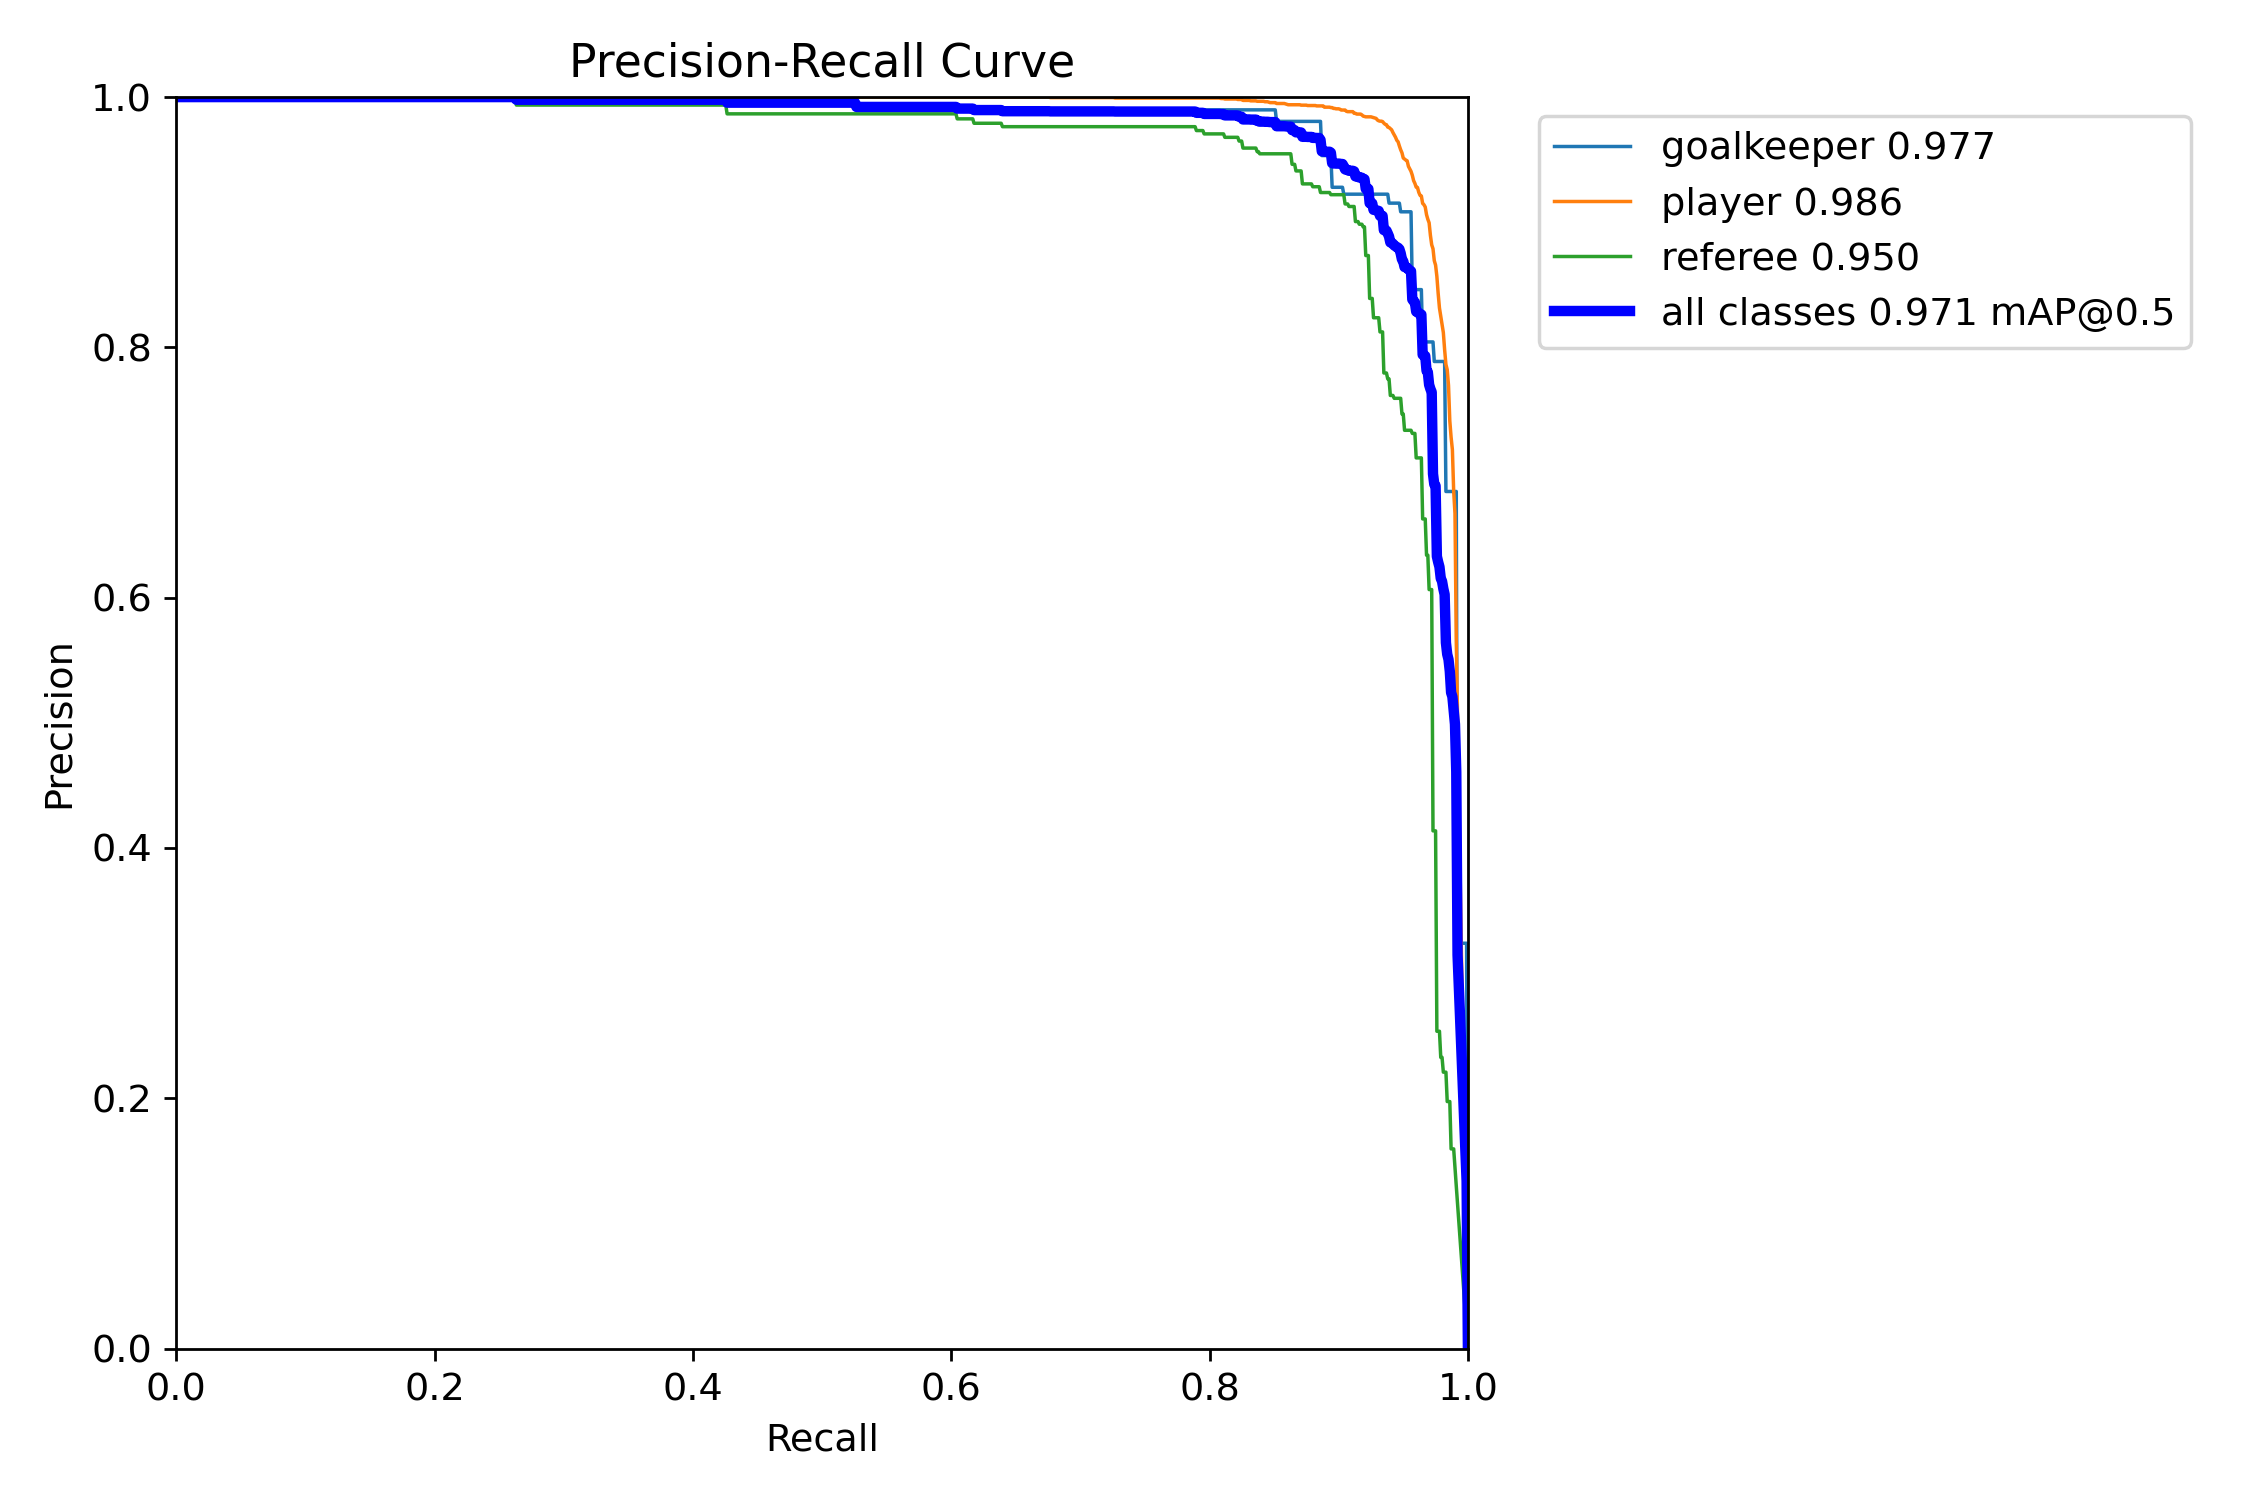 Precision-Recall Curve
1.0
0.8
0.6
0.4
0.2
0.0
Precision
0.0 0.2 0.4 0.6 0.8 1.0
Recall
goalkeeper 0.977
player 0.986
referee 0.950
all classes 0.971 mAP@0.5